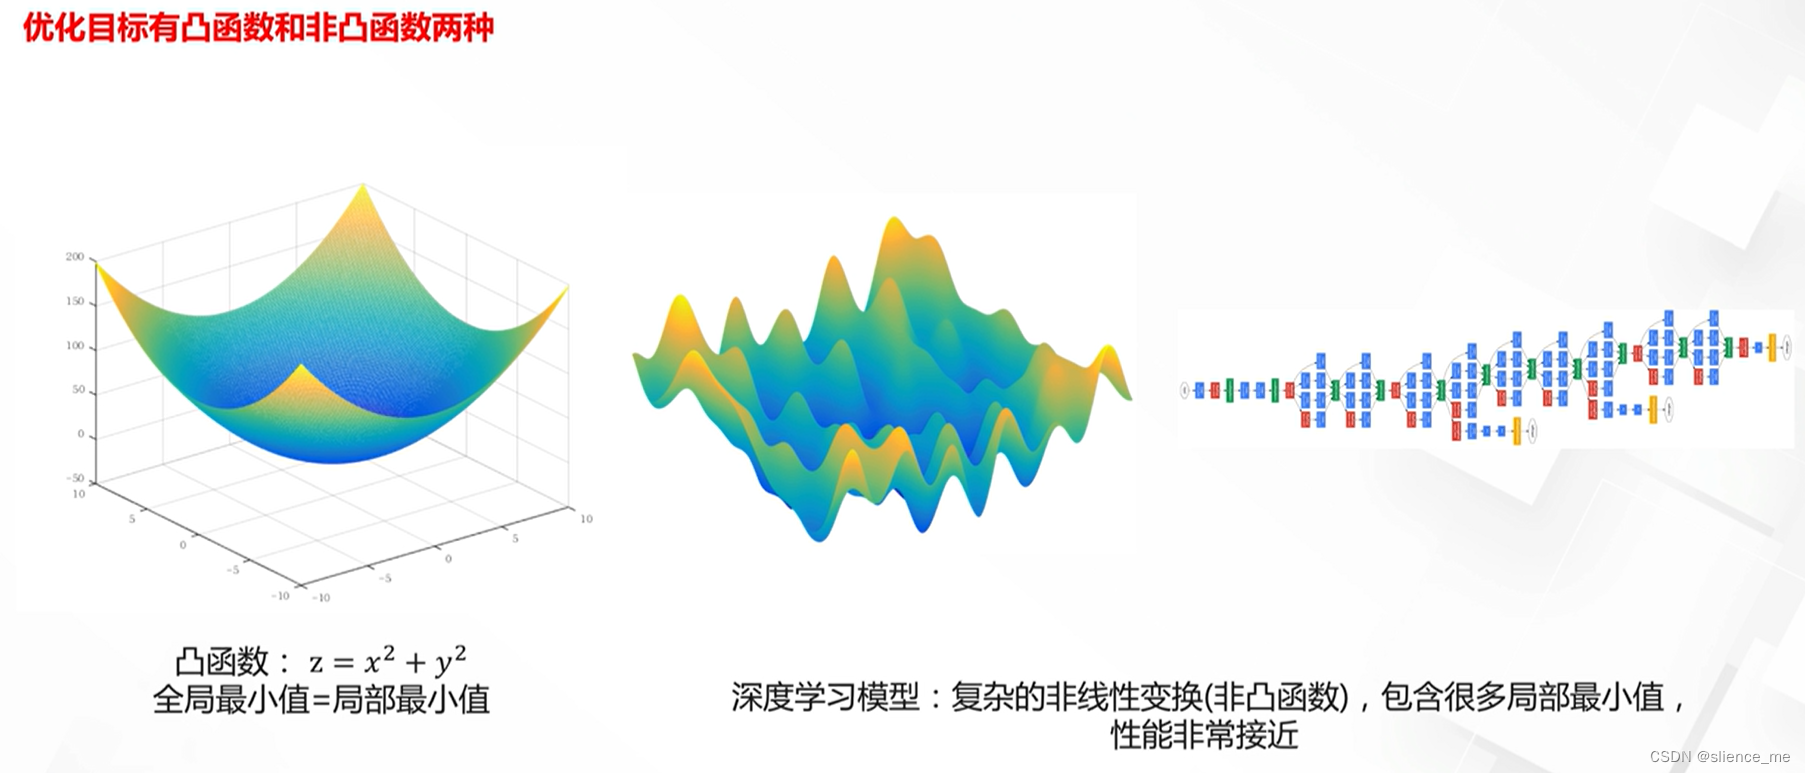 优化目标有凸函数和非凸函数两种
200
150
100
50
0
-50
10
5
0
-5
-10
-10
-5
0
5
10
凸函数： z = x² + y²
全局最小值=局部最小值
深度学习模型：复杂的非线性变换(非凸函数)，包含很多局部最小值，
性能非常接近
CSDN @slience_me